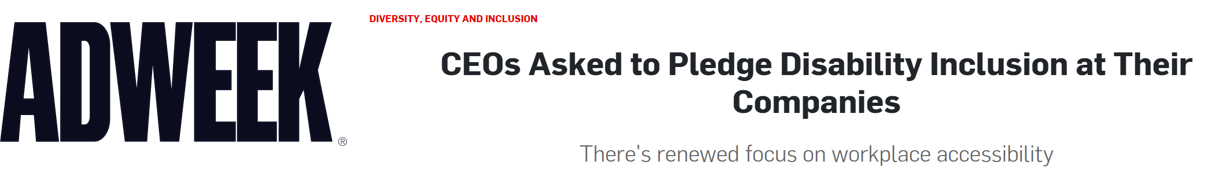 ADWEEK®
DIVERSITY, EQUITY AND INCLUSION
CEOs Asked to Pledge Disability Inclusion at Their
Companies
There's renewed focus on workplace accessibility